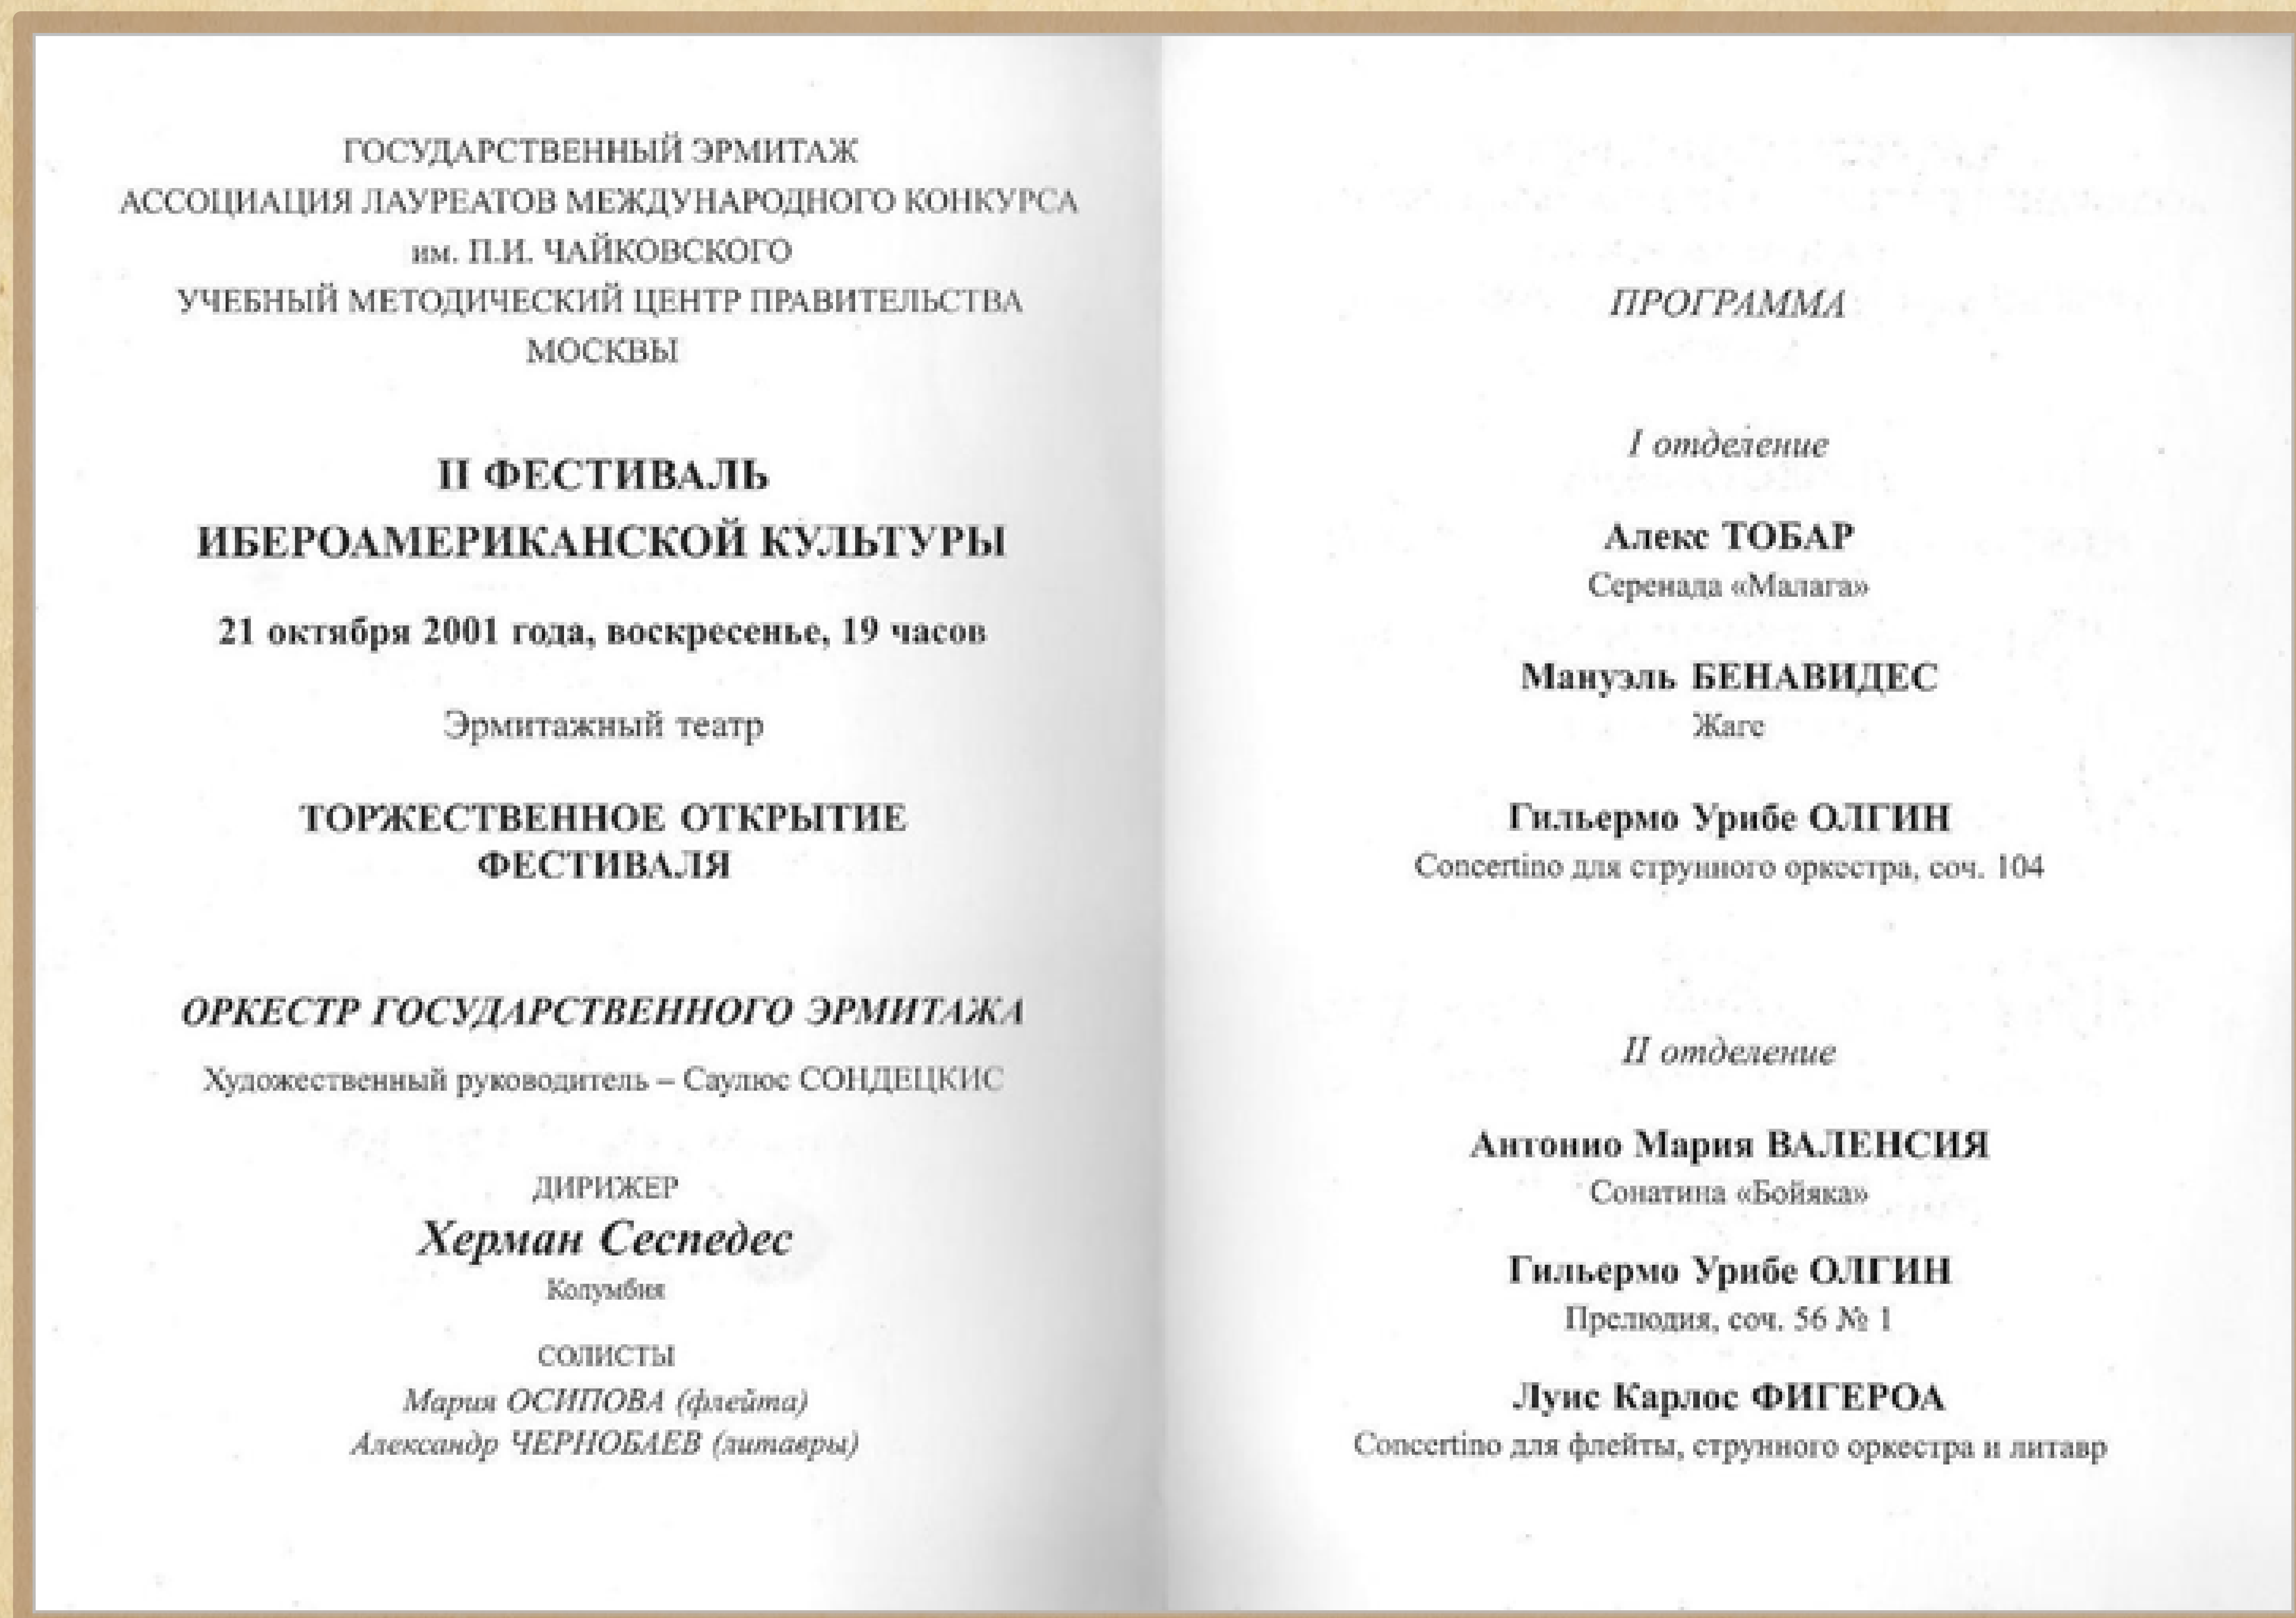 ГОСУДАРСТВЕННЫЙ ЭРМИТАЖ
АССОЦИАЦИЯ ЛАУРЕАТОВ МЕЖДУНАРОДНОГО КОНКУРСА
им. П.И. ЧАЙКОВСКОГО
УЧЕБНЫЙ МЕТОДИЧЕСКИЙ ЦЕНТР ПРАВИТЕЛЬСТВА
МОСКВЫ
II ФЕСТИВАЛЬ
ИБЕРОАМЕРИКАНСКОЙ КУЛЬТУРЫ
21 октября 2001 года, воскресенье, 19 часов
Эрмитажный театр
ТОРЖЕСТВЕННОЕ ОТКРЫТИЕ
ФЕСТИВАЛЯ
ОРКЕСТР ГОСУДАРСТВЕННОГО ЭРМИТАЖА
Художественный руководитель – Саулюс СОНДЕЦКИС
ДИРИЖЕР
Херман Сеспедес
Колумбия
СОЛИСТЫ
Мария ОСИПОВА (флейта)
Александр ЧЕРНОБАЕВ (литавры)
ПРОГРАММА
I отделение
Алекс ТОБАР
Серенада «Малага»
Мануэль БЕНАВИДЕС
Жаге
Гильермо Урибе ОЛГИН
Concertino для струнного оркестра, соч. 104
II отделение
Антонио Мария ВАЛЕНСИЯ
Сонатина «Бойяка»
Гильермо Урибе ОЛГИН
Прелюдия, соч. 56 № 1
Луис Карлос ФИГЕРОА
Concertino для флейты, струнного оркестра и литавр